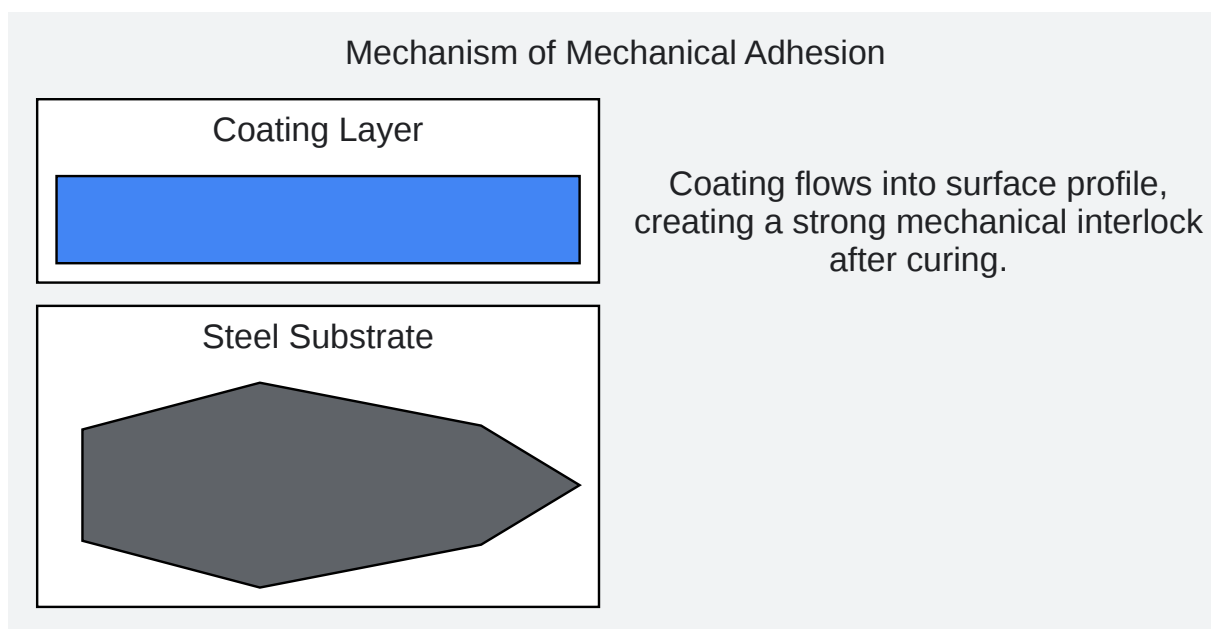 Mechanism of Mechanical Adhesion
Coating Layer
Coating flows into surface profile,
creating a strong mechanical interlock
after curing.
Steel Substrate